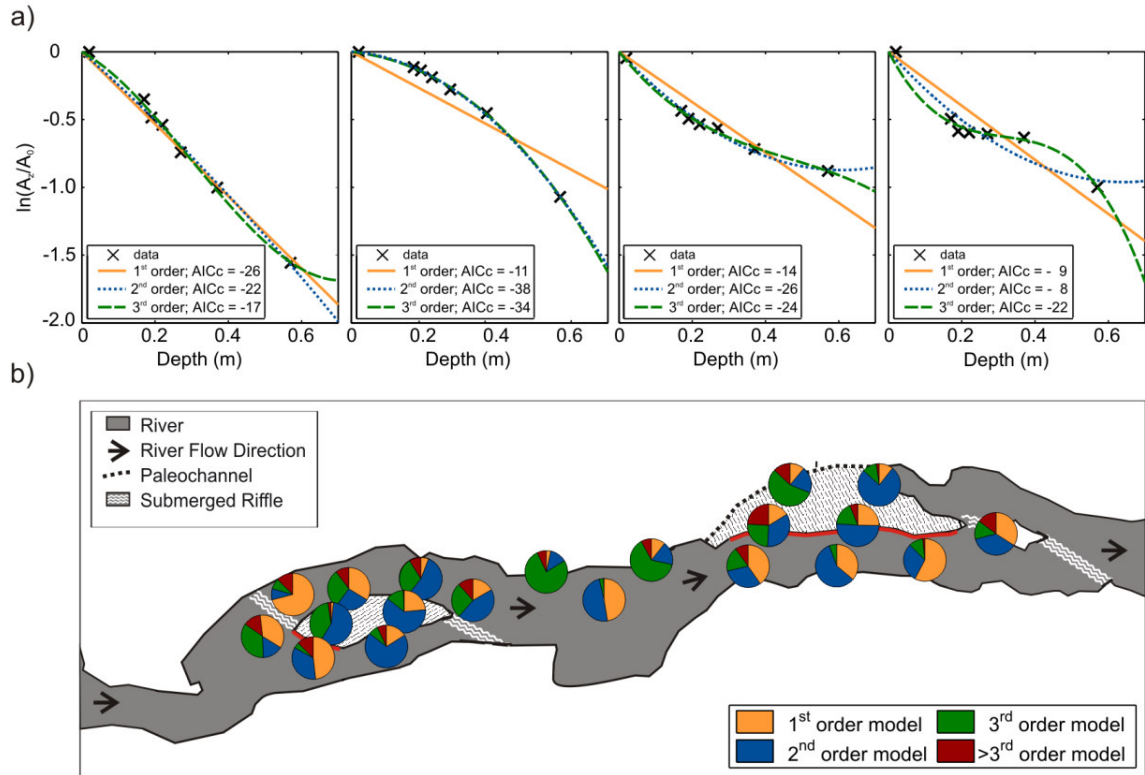 a)
ln(A_z/A_0)
0
-0.5
-1.0
-1.5
-2.0
data
1st order; AICc = -26
2nd order; AICc = -22
3rd order; AICc = -17
0 0.2 0.4 0.6
Depth (m)
data
1st order; AICc = -11
2nd order; AICc = -38
3rd order; AICc = -34
0.2 0.4 0.6
Depth (m)
data
1st order; AICc = -14
2nd order; AICc = -26
3rd order; AICc = -24
0 0.2 0.4 0.6
Depth (m)
data
1st order; AICc = - 9
2nd order; AICc = - 8
3rd order; AICc = -22
0 0.2 0.4 0.6
Depth (m)
b)
River
River Flow Direction
Paleochannel
Submerged Riffle
1st order model
2nd order model
3rd order model
>3rd order model